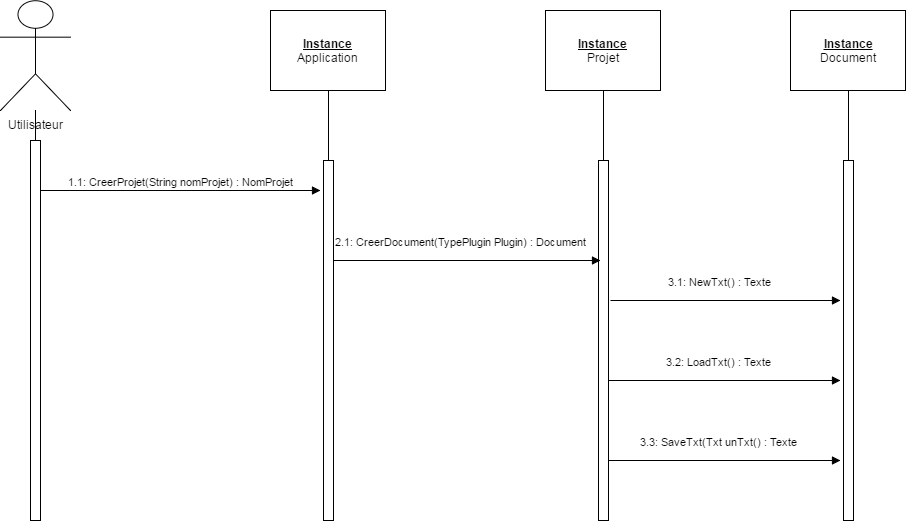 Instance
Application
Instance
Projet
Instance
Document
Utilisateur
1.1: CreerProjet(String nomProjet) : NomProjet
2.1: CreerDocument(TypePlugin Plugin) : Document
3.1: NewTxt() : Texte
3.2: LoadTxt() : Texte
3.3: SaveTxt(Txt unTxt() : Texte